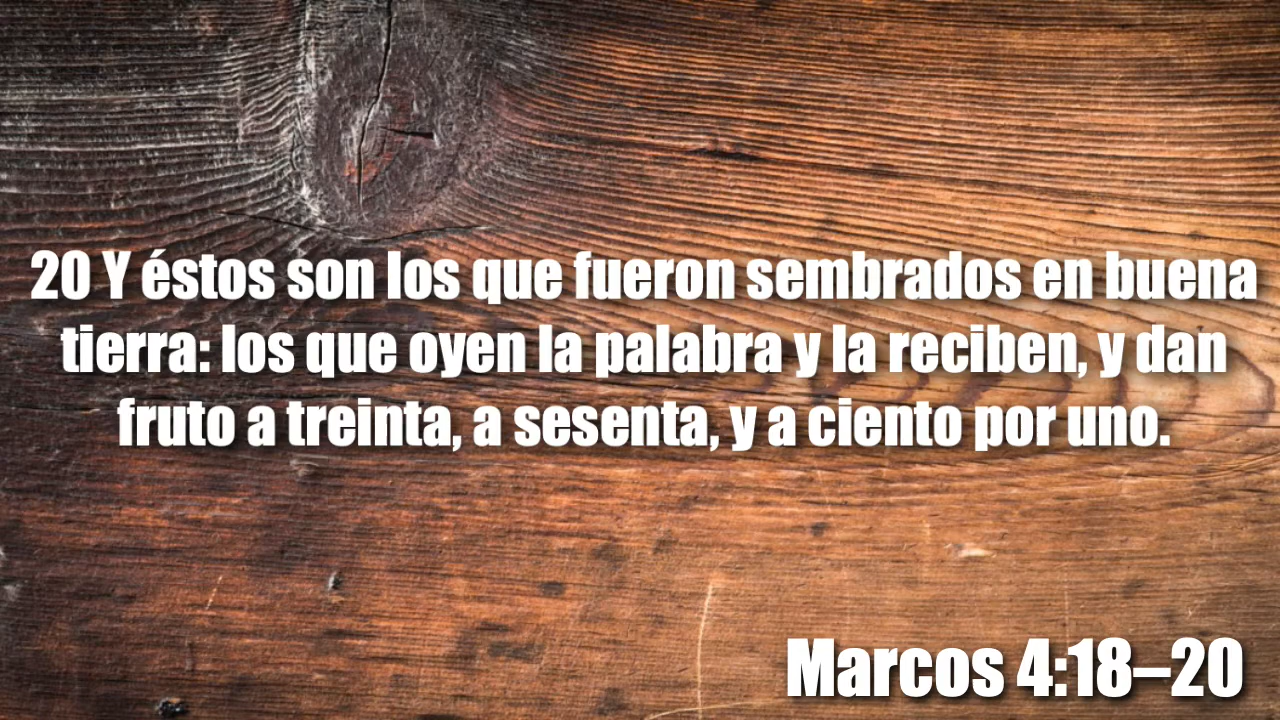 20 Y éstos son los que fueron sembrados en buena
tierra: los que oyen la palabra y la reciben, y dan
fruto a treinta, a sesenta, y a ciento por uno.
Marcos 4:18–20